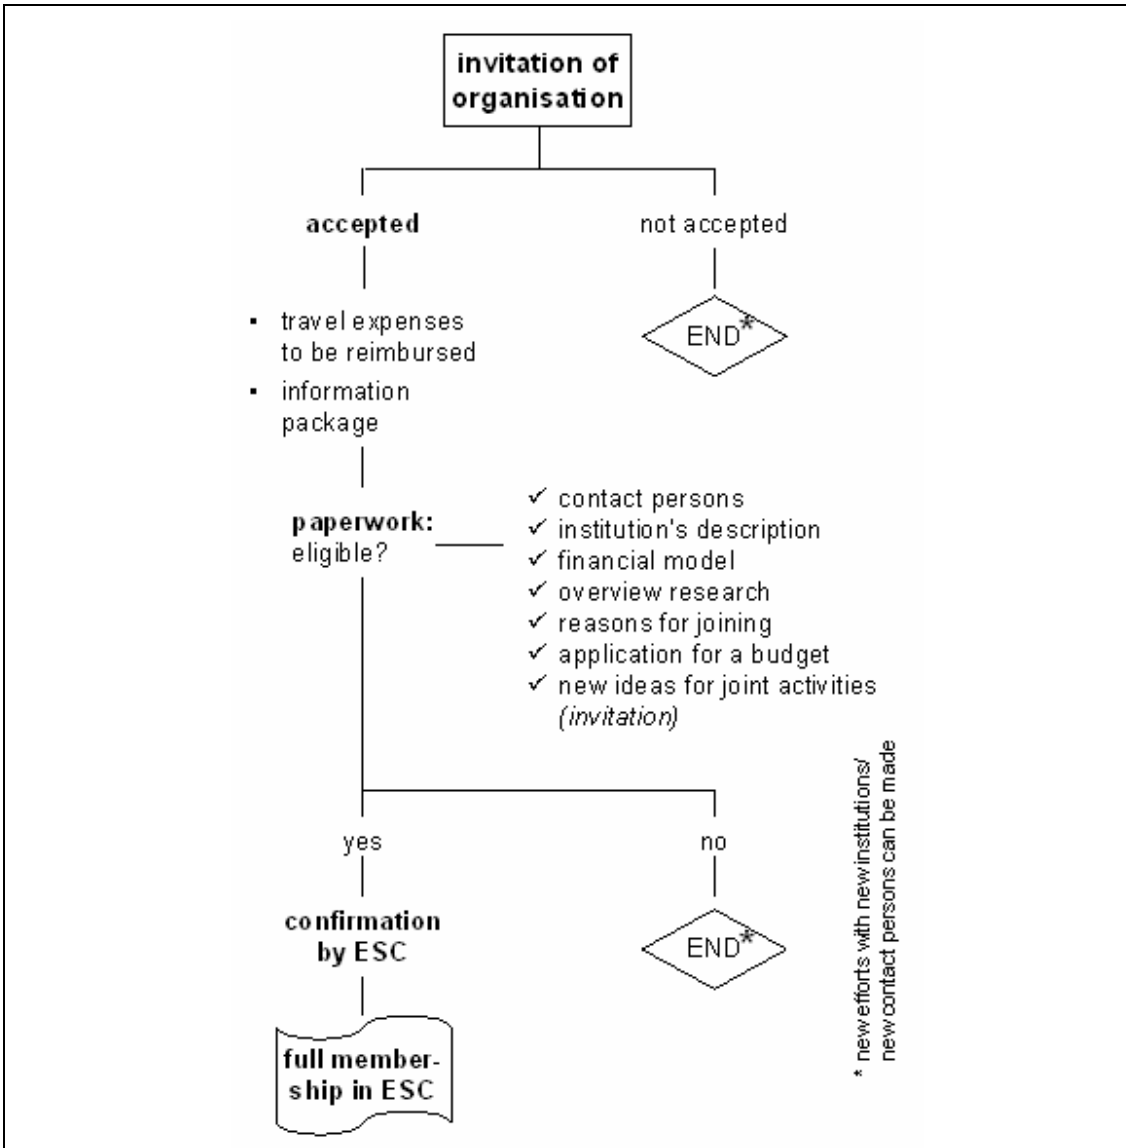 invitation of
organisation
accepted
not accepted
END*
▪ travel expenses
to be reimbursed
▪ information
package
paperwork:
eligible?
✓ contact persons
✓ institution's description
✓ financial model
✓ overview research
✓ reasons for joining
✓ application for a budget
✓ new ideas for joint activities
(invitation)
yes
no
confirmation
by ESC
END*
full member-
ship in ESC
* new efforts with new institutions/
new contact persons can be made